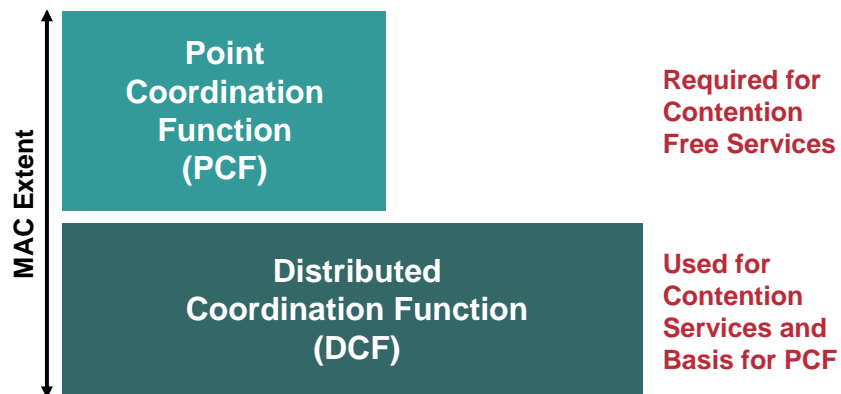 MAC Extent
Point
Coordination
Function
(PCF)
Required for
Contention
Free Services
Distributed
Coordination Function
(DCF)
Used for
Contention
Services and
Basis for PCF